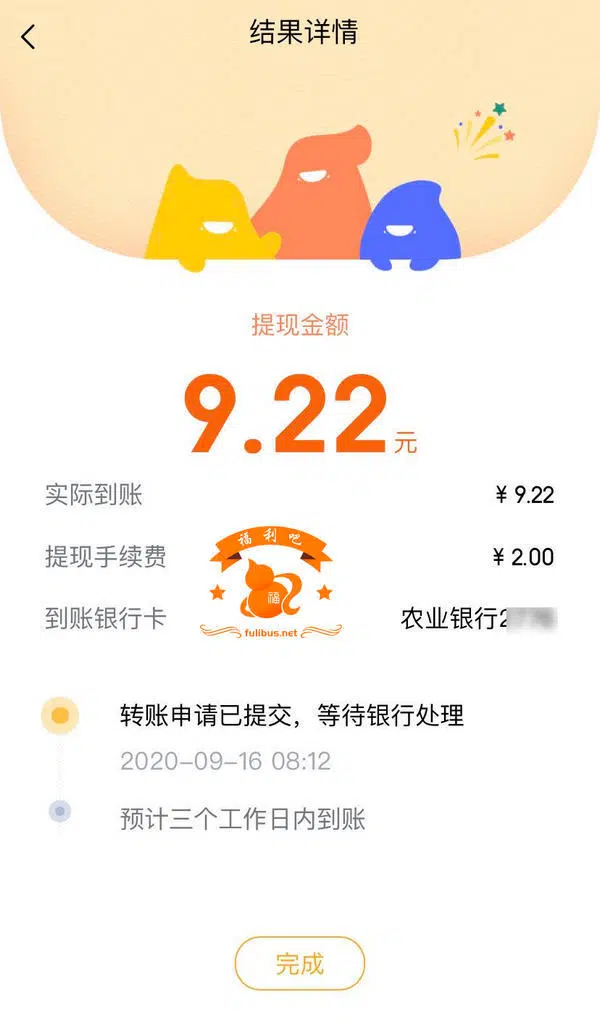 结果详情
提现金额
9.22元
实际到账 ¥ 9.22
提现手续费 ¥ 2.00
福利吧
福
fulibus.net
到账银行卡 农业银行
转账申请已提交，等待银行处理
2020-09-16 08:12
预计三个工作日内到账
完成